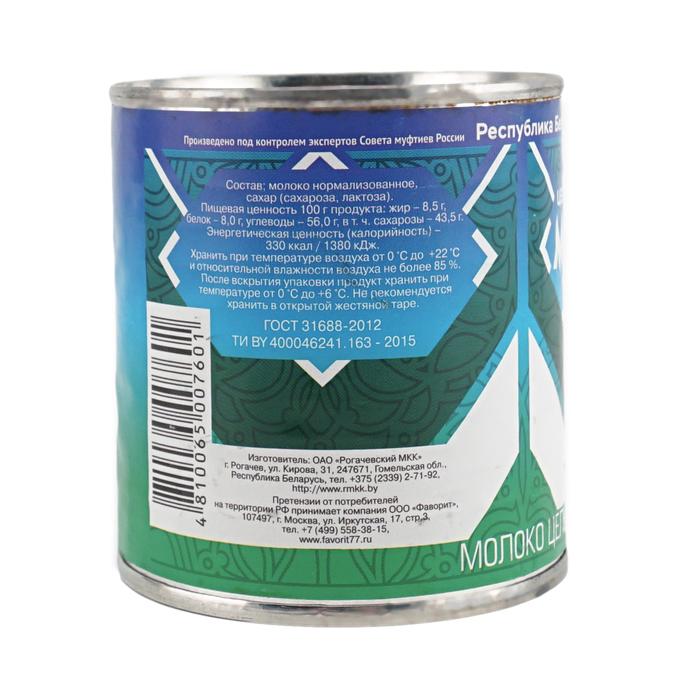 Произведено под контролем экспертов Совета муфтиев России
Республика Бе
Состав: молоко нормализованное,
сахар (сахароза, лактоза).
Пищевая ценность 100 г продукта: жир – 8,5 г,
белок – 8,0 г, углеводы – 56,0 г, в т. ч. сахарозы – 43,5 г.
Энергетическая ценность (калорийность) –
330 ккал / 1380 кДж.
Хранить при температуре воздуха от 0 °C до +22 °C
и относительной влажности воздуха не более 85 %.
После вскрытия упаковки продукт хранить при
температуре от 0 °C до +6 °C. Не рекомендуется
хранить в открытой жестяной таре.
ГОСТ 31688-2012
ТИ BY 400046241.163 - 2015
4 810065 007601
Изготовитель: ОАО «Рогачевский МКК»
г. Рогачев, ул. Кирова, 31, 247671, Гомельская обл.,
Республика Беларусь, тел. +375 (2339) 2-71-92,
http://www.rmkk.by
Претензии от потребителей
на территории РФ принимает компания ООО «Фаворит»,
107497, г. Москва, ул. Иркутская, 17, стр.3,
тел. +7 (499) 558-38-15,
www.favorit77.ru
МОЛОКО ЦЕЛ